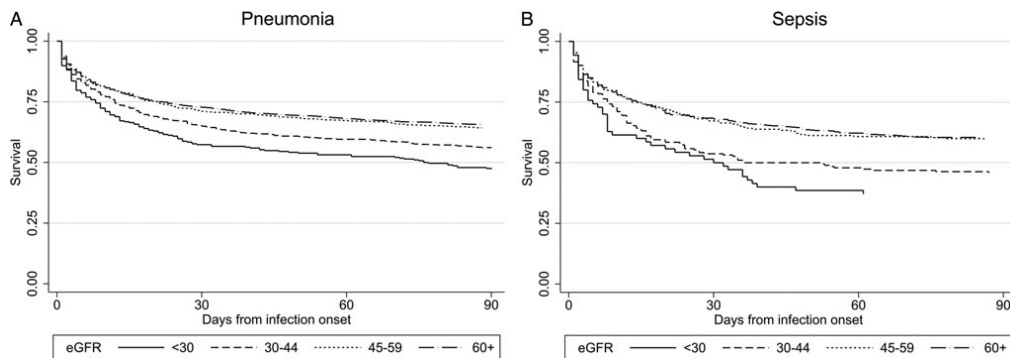 A Pneumonia
Survival
1.00
0.75
0.50
0.25
0.00
0 30 60 90
Days from infection onset
eGFR <30 30-44 45-59 60+
B Sepsis
Survival
1.00
0.75
0.50
0.25
0.00
0 30 60 90
Days from infection onset
eGFR <30 30-44 45-59 60+